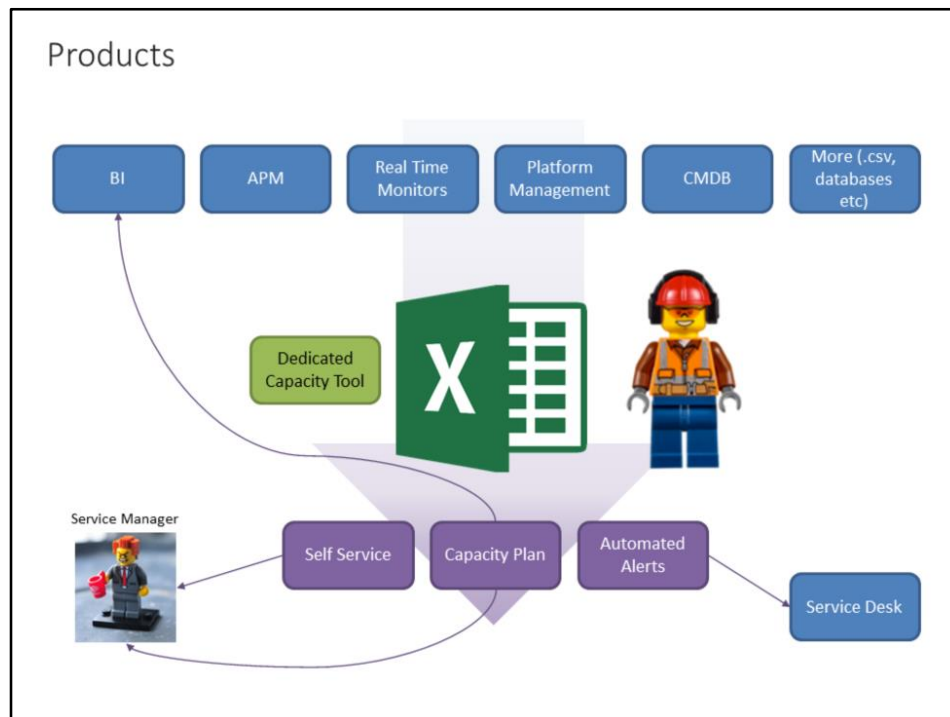 Products
BI
APM
Real Time
Monitors
Platform
Management
CMDB
More (.csv,
databases
etc)
Dedicated
Capacity Tool
X
Service Manager
Self Service
Capacity Plan
Automated
Alerts
Service Desk